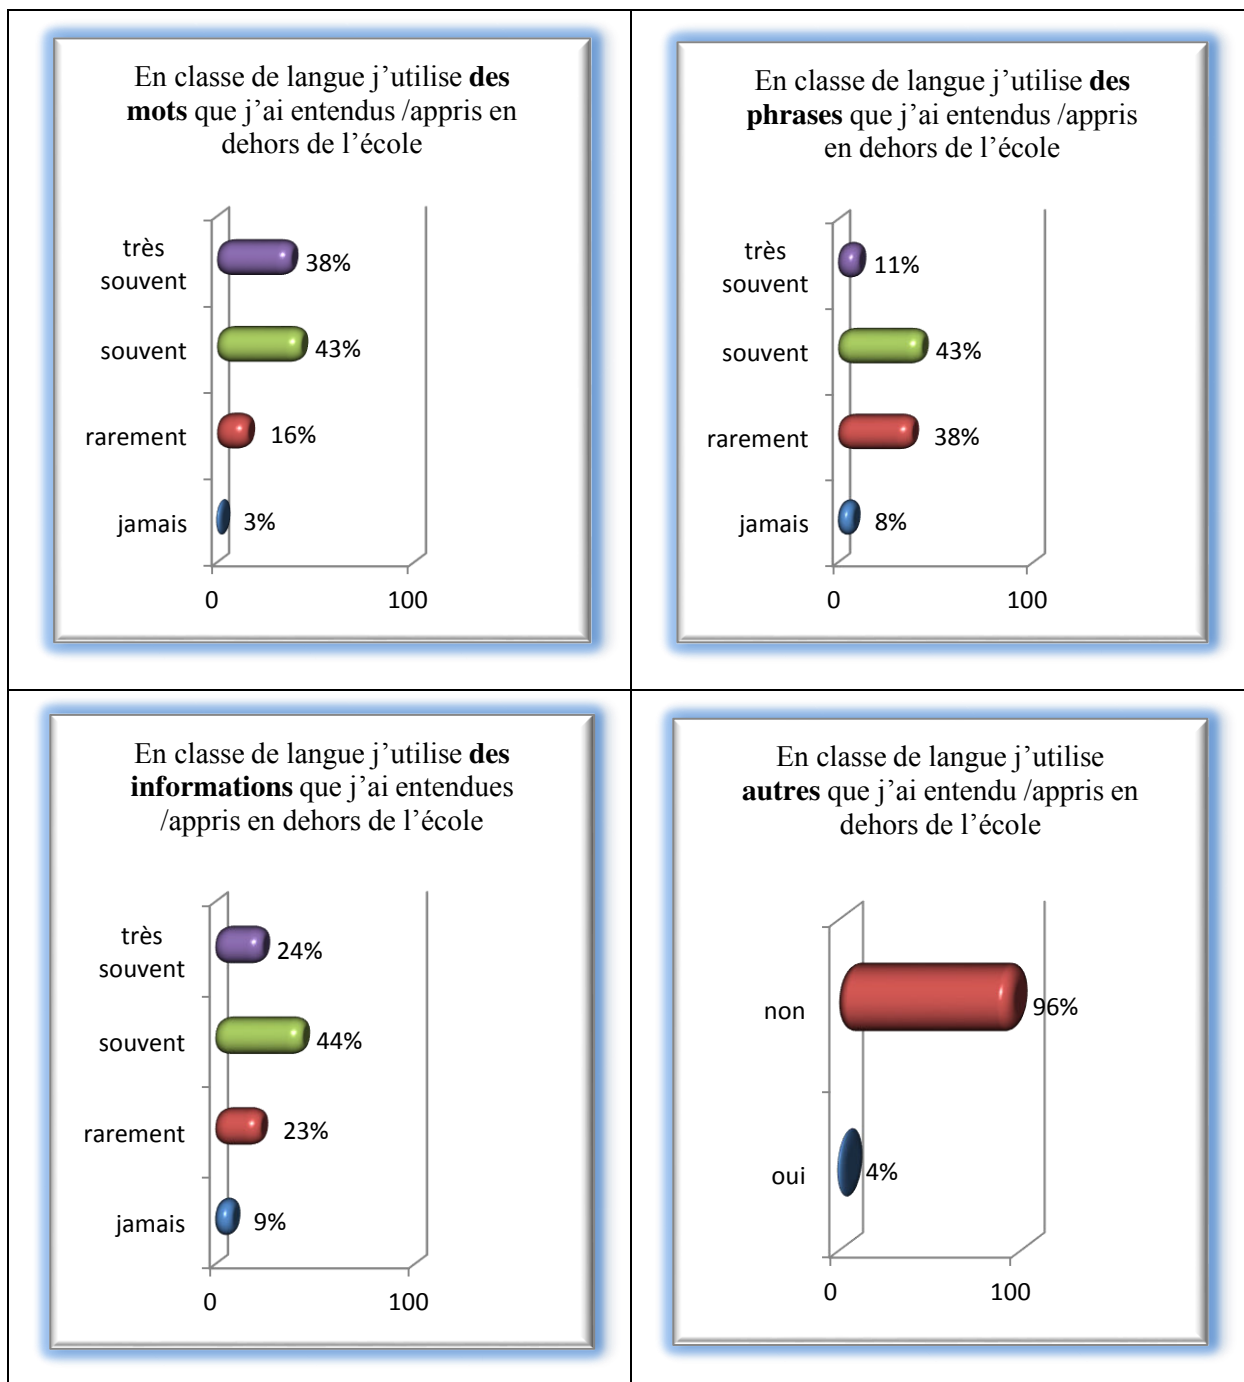 En classe de langue j’utilise des
mots que j’ai entendus /appris en
dehors de l’école
très
souvent
38%
souvent
43%
rarement
16%
jamais
3%
0
100
En classe de langue j’utilise des
phrases que j’ai entendus /appris
en dehors de l’école
très
souvent
11%
souvent
43%
rarement
38%
jamais
8%
0
100
En classe de langue j’utilise des
informations que j’ai entendues
/appris en dehors de l’école
très
souvent
24%
souvent
44%
rarement
23%
jamais
9%
0
100
En classe de langue j’utilise
autres que j’ai entendu /appris en
dehors de l’école
non
96%
oui
4%
0
100